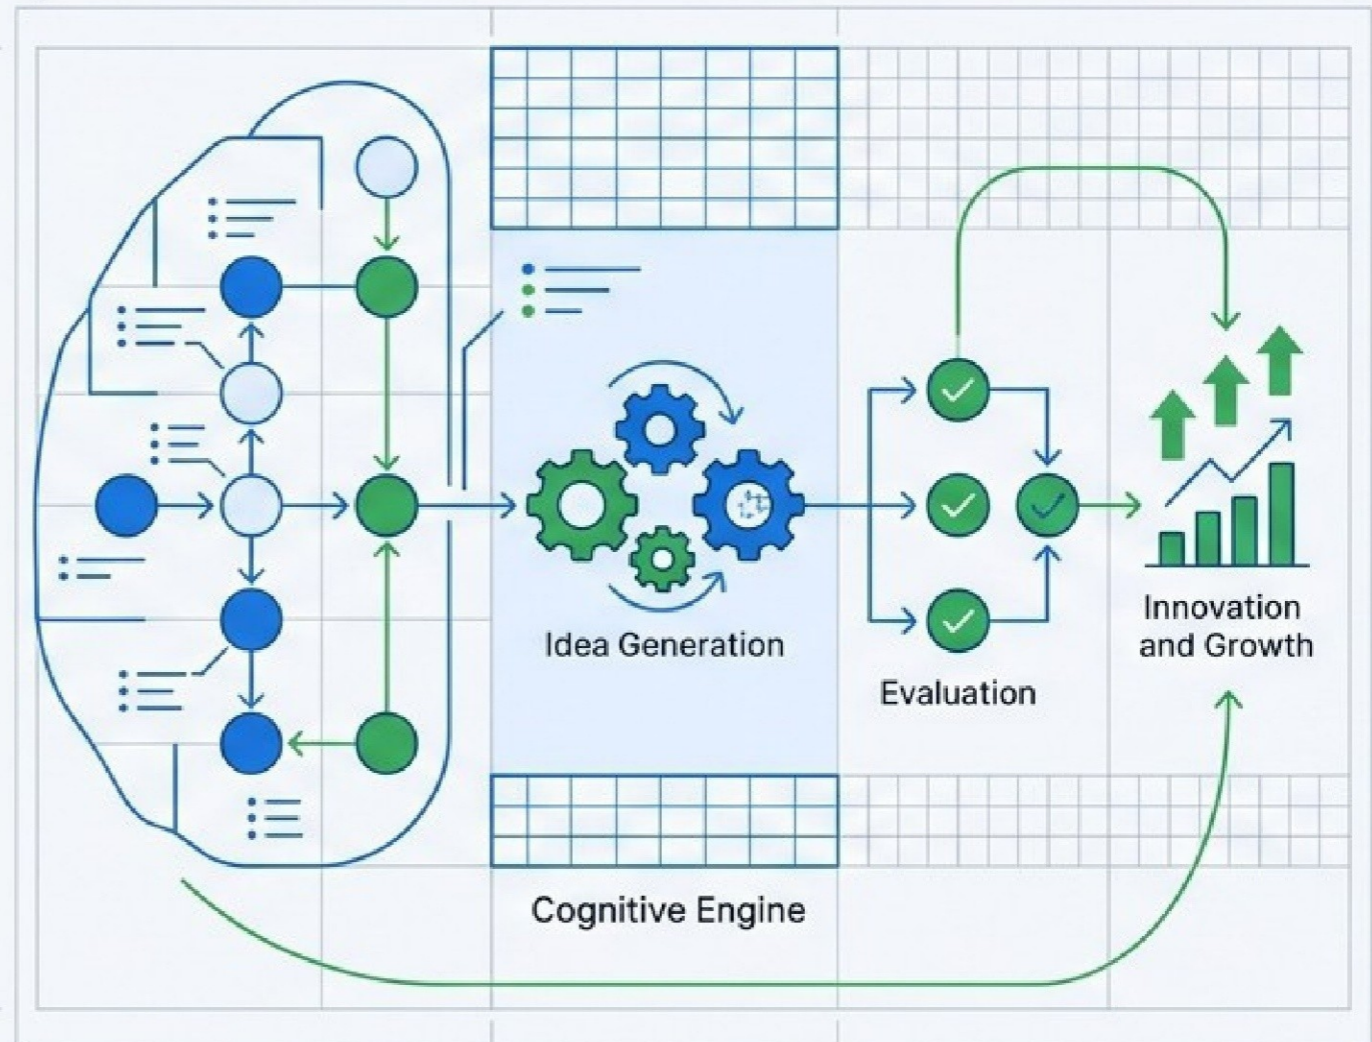 Idea Generation
Evaluation
Innovation
and Growth
Cognitive Engine